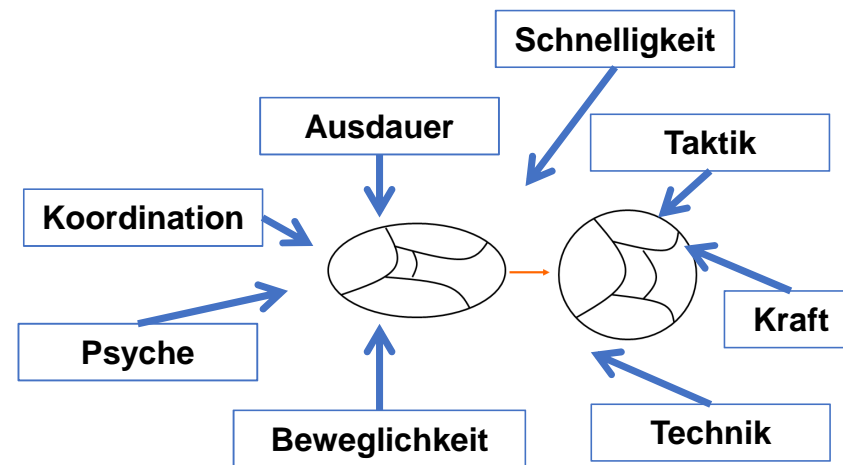 Schnelligkeit
Ausdauer
Taktik
Koordination
Kraft
Psyche
Technik
Beweglichkeit